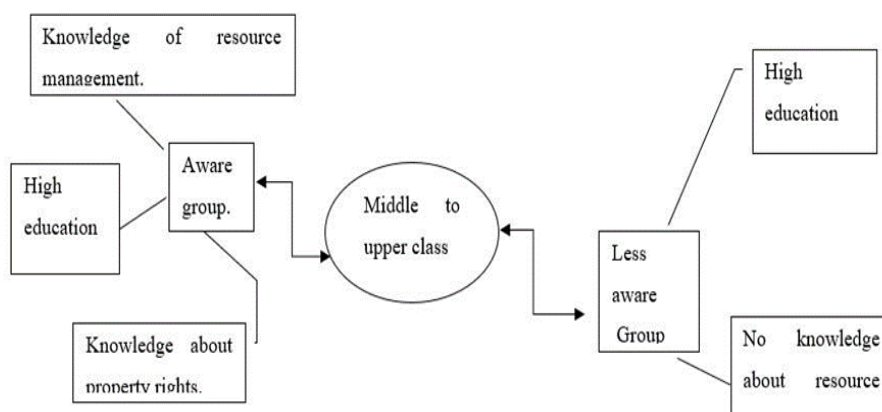 Knowledge of resource
management.
High
education
Aware
group.
High
education
Middle to
upper class
Less
aware
Group
Knowledge about
property rights.
No knowledge
about resource